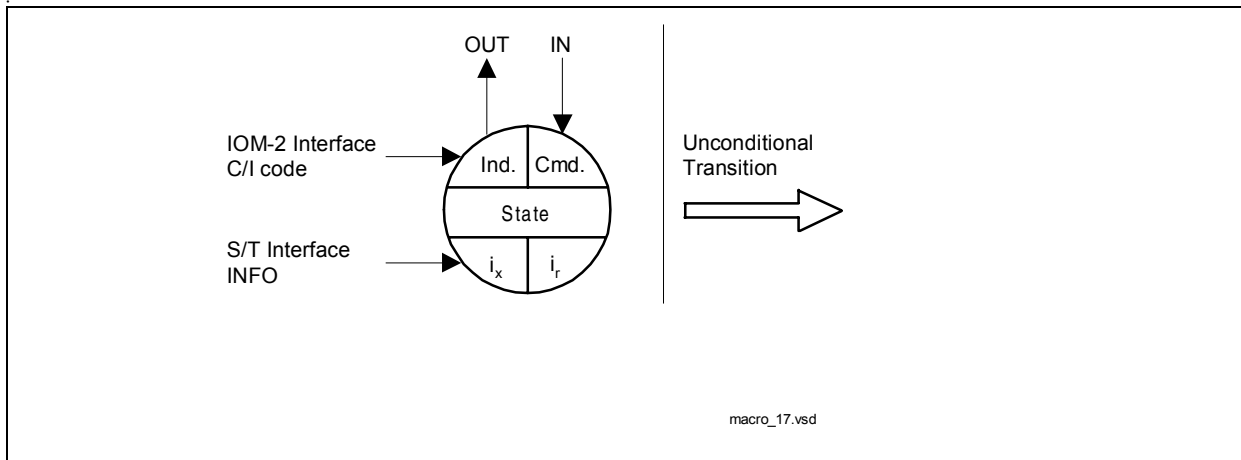 OUT IN
IOM-2 Interface
C/I code
Ind. Cmd.
Unconditional
Transition
State
S/T Interface
INFO
ix ir
macro_17.vsd